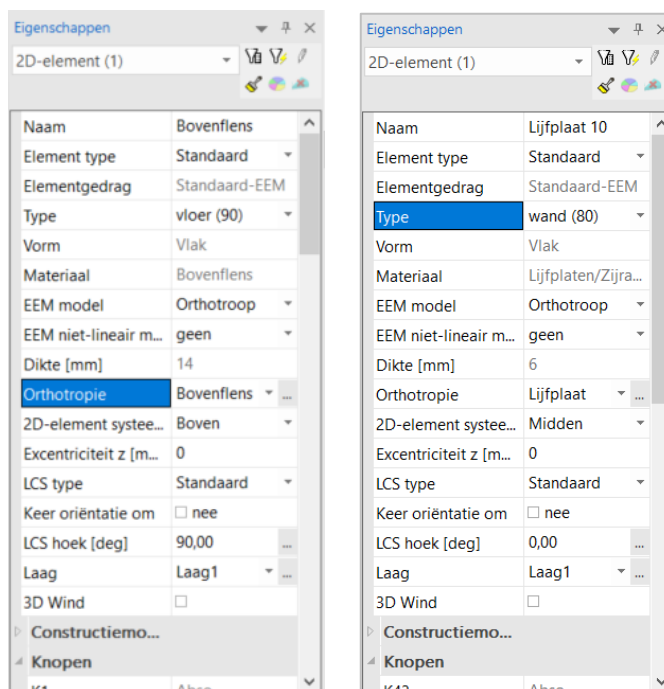 Eigenschappen
2D-element (1)
Naam Bovenflens
Element type Standaard
Elementgedrag Standaard-EEM
Type vloer (90)
Vorm Vlak
Materiaal Bovenflens
EEM model Orthotroop
EEM niet-lineair m... geen
Dikte [mm] 14
Orthotropie Bovenflens ...
2D-element systee... Boven
Excentriciteit z [m... 0
LCS type Standaard
Keer oriëntatie om nee
LCS hoek [deg] 90,00 ...
Laag Laag1 ...
3D Wind
Constructiemo...
Knopen
Eigenschappen
2D-element (1)
Naam Lijfplaat 10
Element type Standaard
Elementgedrag Standaard-EEM
Type wand (80)
Vorm Vlak
Materiaal Lijfplaten/Zijra...
EEM model Orthotroop
EEM niet-lineair m... geen
Dikte [mm] 6
Orthotropie Lijfplaat ...
2D-element systee... Midden
Excentriciteit z [m... 0
LCS type Standaard
Keer oriëntatie om nee
LCS hoek [deg] 0,00 ...
Laag Laag1 ...
3D Wind
Constructiemo...
Knopen